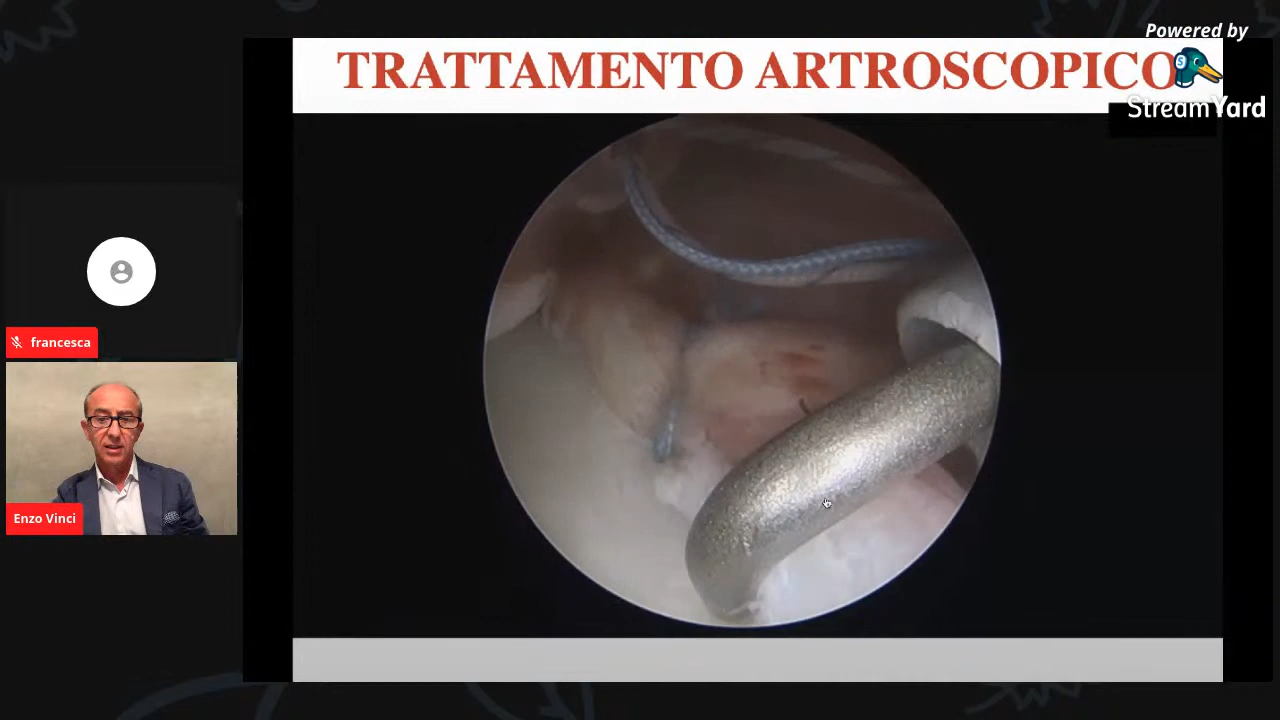 Powered by
StreamYard
TRATTAMENTO ARTROSCOPICO
francesca
Enzo Vinci